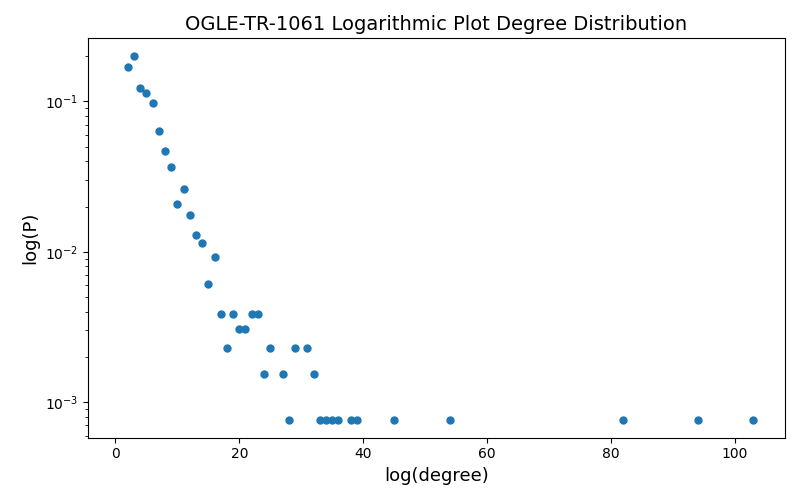 OGLE-TR-1061 Logarithmic Plot Degree Distribution
10⁻¹
10⁻²
10⁻³
log(P)
0 20 40 60 80 100
log(degree)